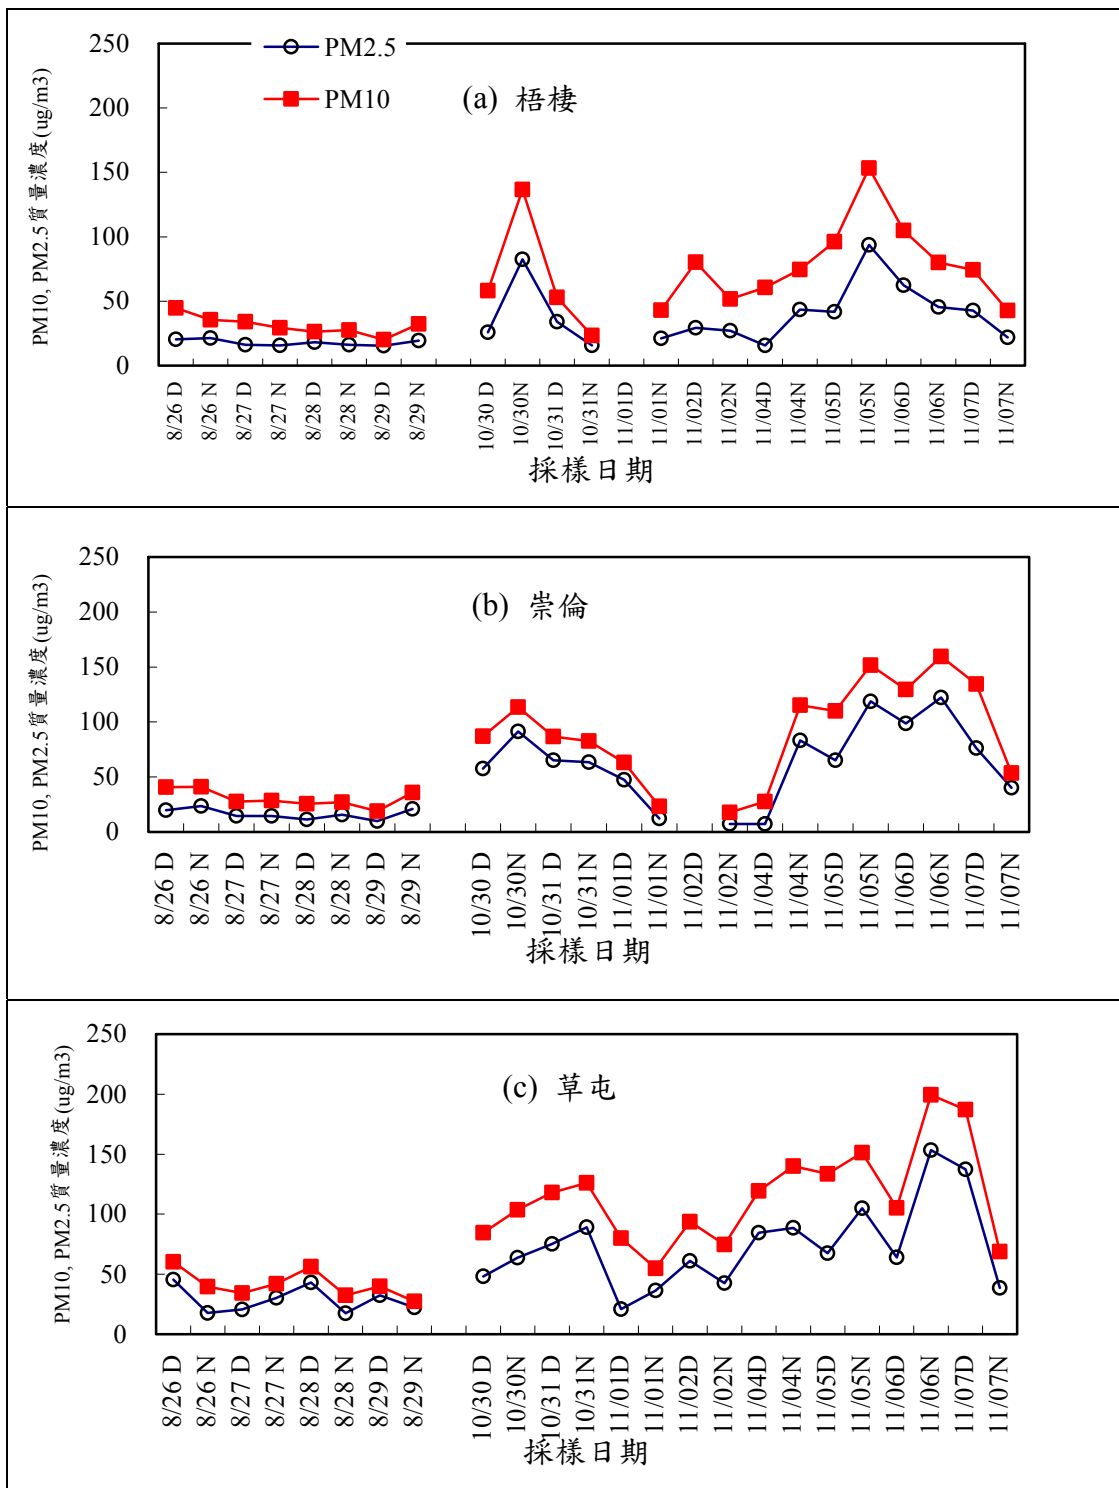 PM2.5
PM10
(a) 梧棲
PM10, PM2.5質量濃度(ug/m3)
250
200
150
100
50
0
8/26 D
8/26 N
8/27 D
8/27 N
8/28 D
8/28 N
8/29 D
8/29 N
10/30 D
10/30N
10/31 D
10/31N
11/01D
11/01N
11/02D
11/02N
11/04D
11/04N
11/05D
11/05N
11/06D
11/06N
11/07D
11/07N
採樣日期
(b) 崇倫
PM10, PM2.5質量濃度(ug/m3)
250
200
150
100
50
0
8/26 D
8/26 N
8/27 D
8/27 N
8/28 D
8/28 N
8/29 D
8/29 N
10/30 D
10/30N
10/31 D
10/31N
11/01D
11/01N
11/02D
11/02N
11/04D
11/04N
11/05D
11/05N
11/06D
11/06N
11/07D
11/07N
採樣日期
(c) 草屯
PM10, PM2.5質量濃度(ug/m3)
250
200
150
100
50
0
8/26 D
8/26 N
8/27 D
8/27 N
8/28 D
8/28 N
8/29 D
8/29 N
10/30 D
10/30N
10/31 D
10/31N
11/01D
11/01N
11/02D
11/02N
11/04D
11/04N
11/05D
11/05N
11/06D
11/06N
11/07D
11/07N
採樣日期